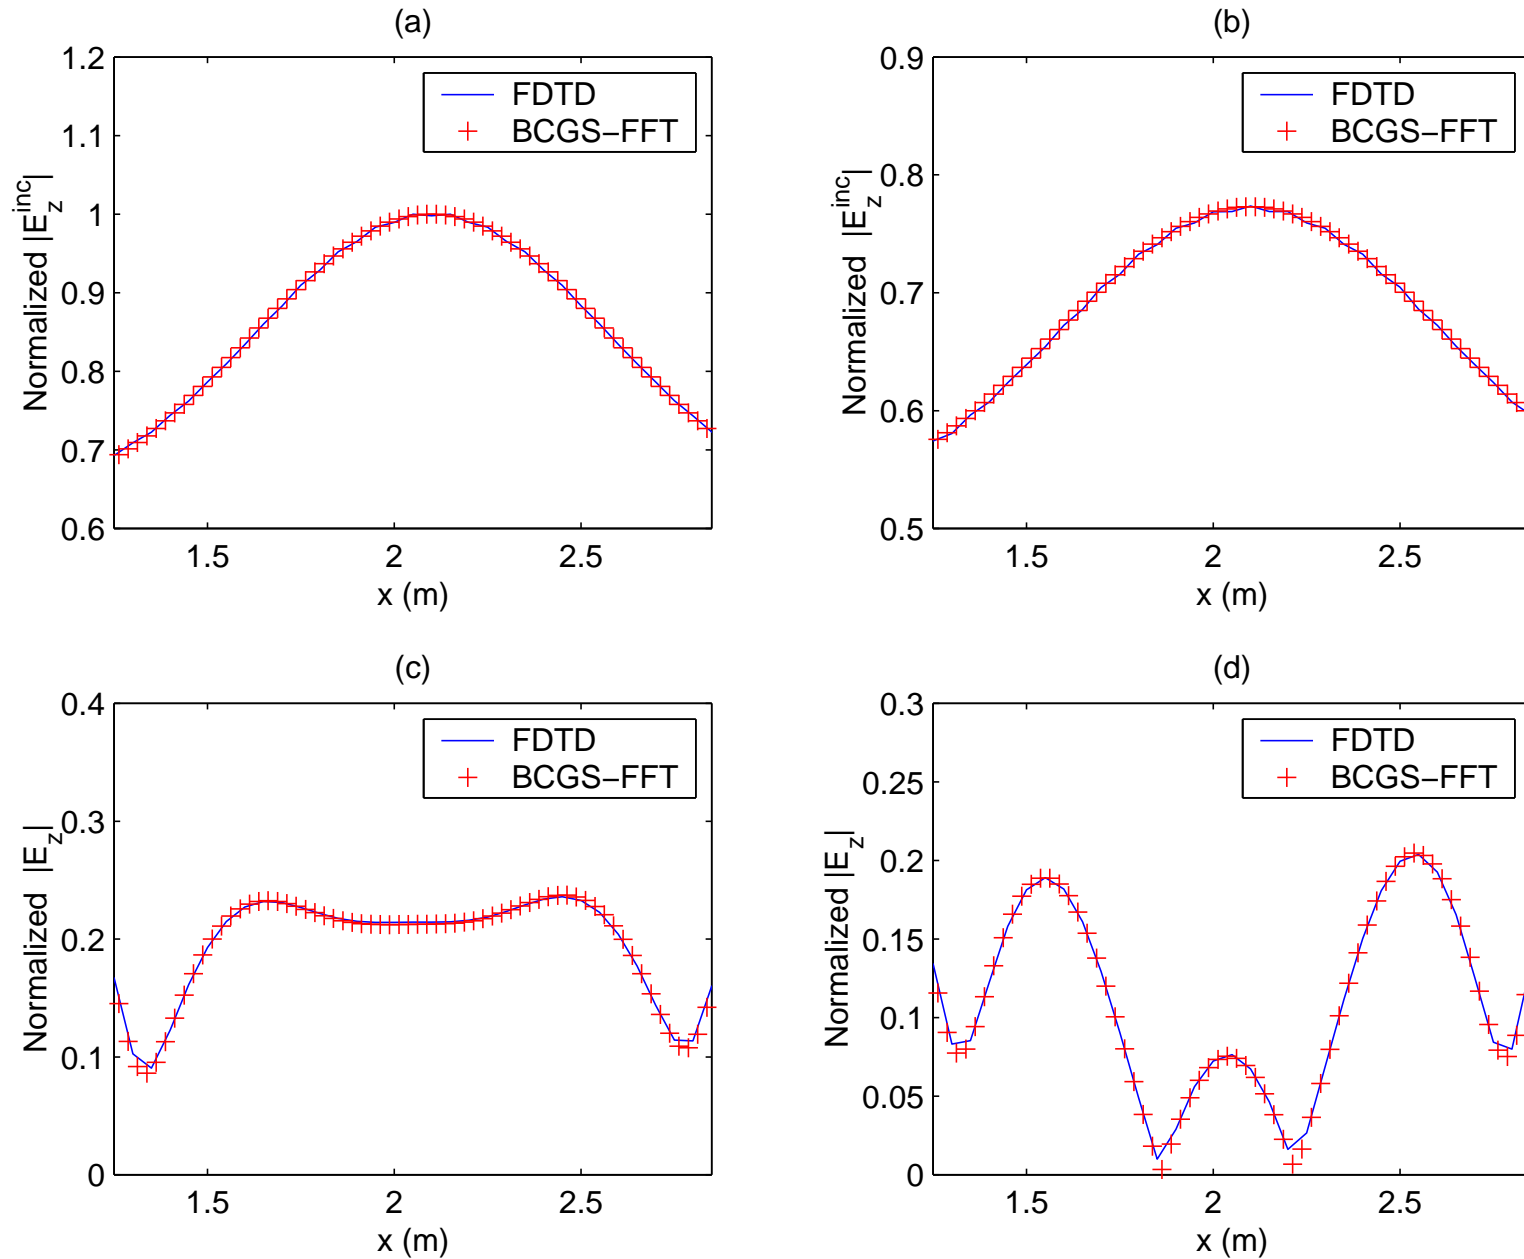 (a)
Normalized |E_z^inc|
1.2
1.1
1
0.9
0.8
0.7
0.6
FDTD
BCGS−FFT
1.5
2
2.5
x (m)
(b)
Normalized |E_z^inc|
0.9
0.8
0.7
0.6
0.5
FDTD
BCGS−FFT
1.5
2
2.5
x (m)
(c)
Normalized |E_z|
0.4
0.3
0.2
0.1
0
FDTD
BCGS−FFT
1.5
2
2.5
x (m)
(d)
Normalized |E_z|
0.3
0.25
0.2
0.15
0.1
0.05
0
FDTD
BCGS−FFT
1.5
2
2.5
x (m)